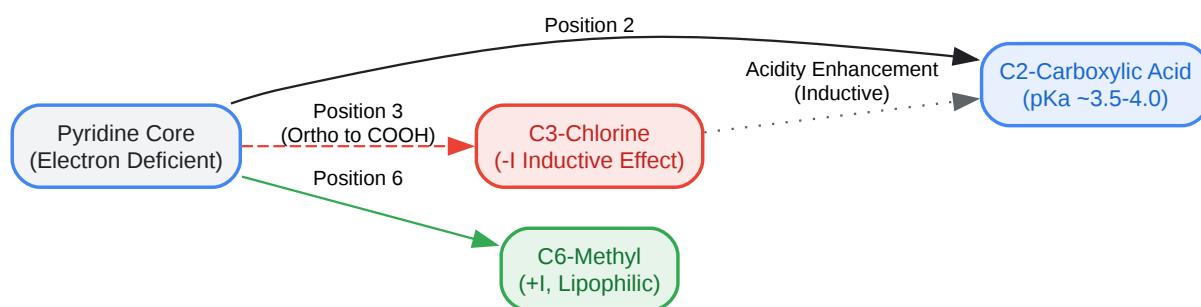 Position 2
Acidity Enhancement
(Inductive)
C2-Carboxylic Acid
(pKa ~3.5-4.0)
Pyridine Core
(Electron Deficient)
Position 3
(Ortho to COOH)
C3-Chlorine
(-I Inductive Effect)
Position 6
C6-Methyl
(+I, Lipophilic)